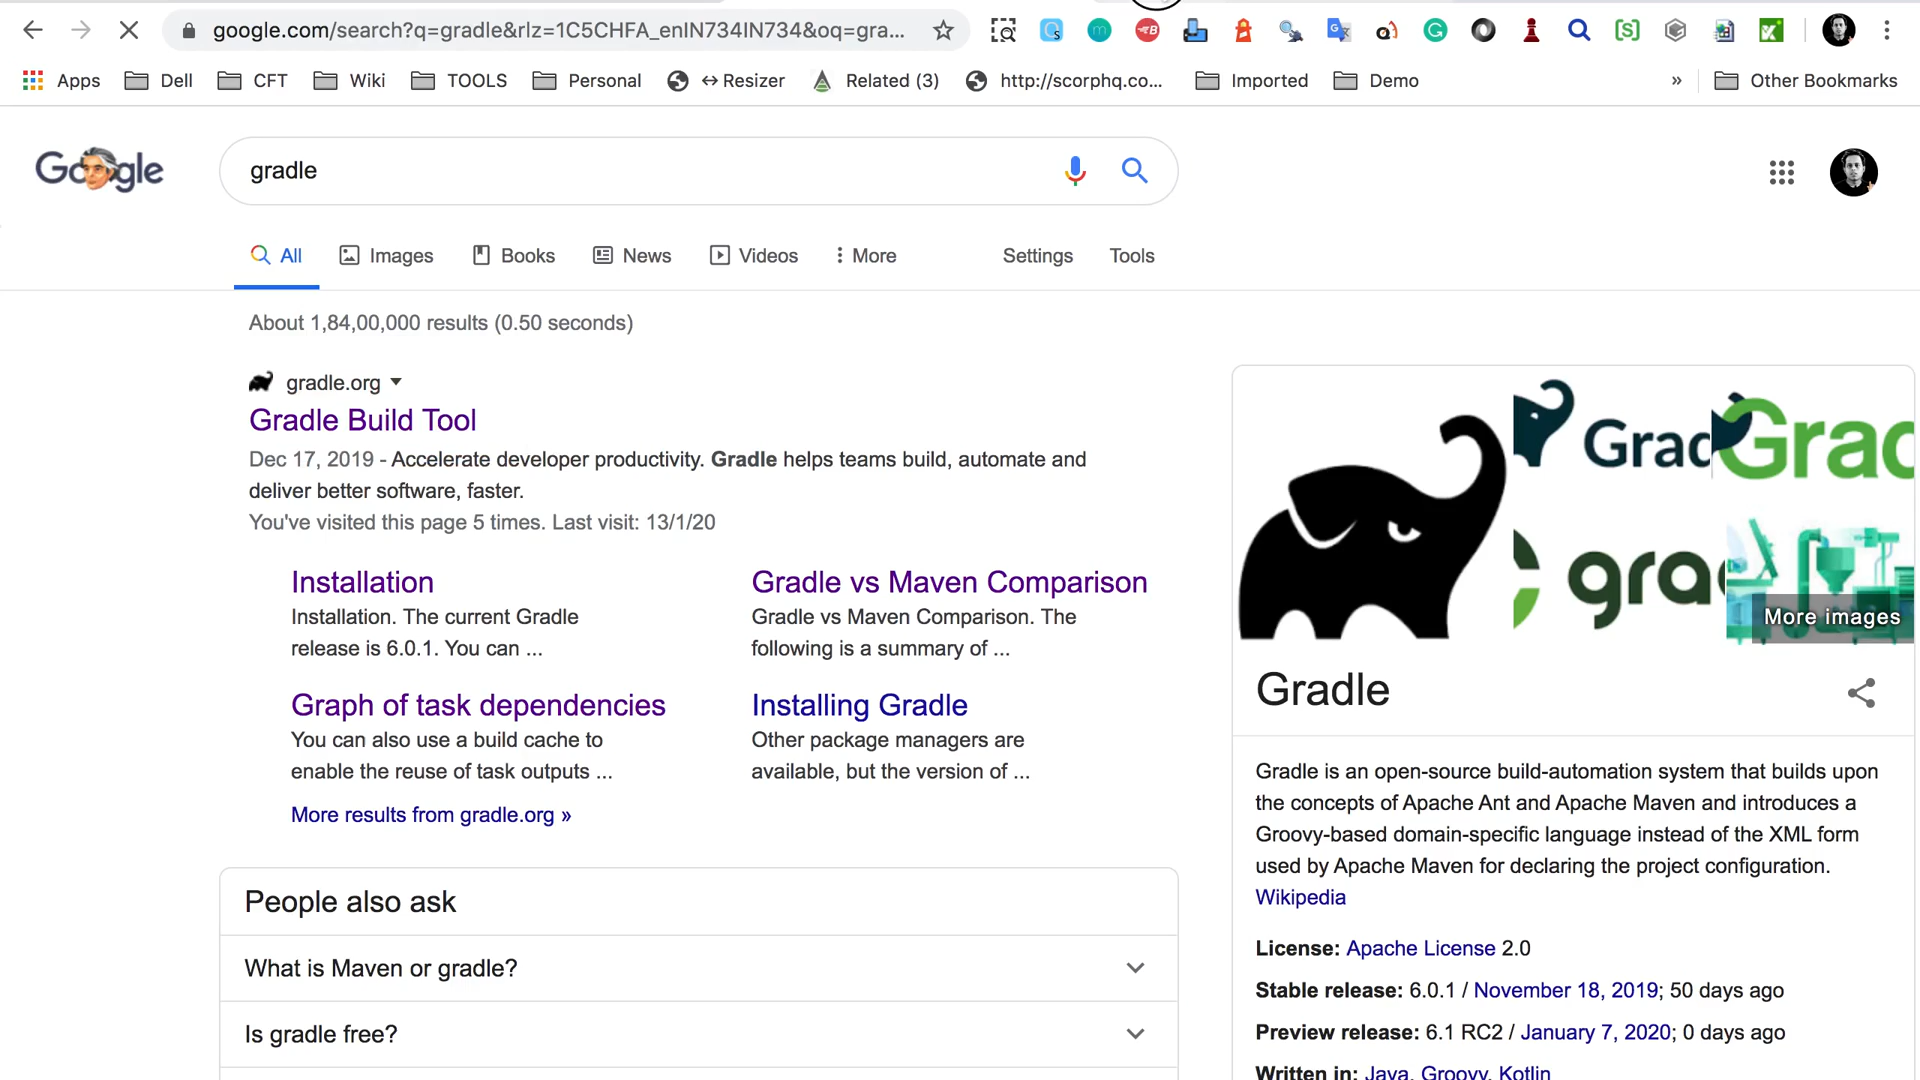 google.com/search?q=gradle&rlz=1C5CHFA_enIN734IN734&oq=gra...
Apps Dell CFT Wiki TOOLS Personal ↔Resizer Related (3) http://scorphq.co... Imported Demo » Other Bookmarks
Google
gradle
All Images Books News Videos More Settings Tools
About 1,84,00,000 results (0.50 seconds)
gradle.org
Gradle Build Tool
Dec 17, 2019 - Accelerate developer productivity. Gradle helps teams build, automate and
deliver better software, faster.
You've visited this page 5 times. Last visit: 13/1/20
Installation
Installation. The current Gradle
release is 6.0.1. You can ...
Gradle vs Maven Comparison
Gradle vs Maven Comparison. The
following is a summary of ...
Graph of task dependencies
You can also use a build cache to
enable the reuse of task outputs ...
Installing Gradle
Other package managers are
available, but the version of ...
More results from gradle.org »
People also ask
What is Maven or gradle?
Is gradle free?
Grad
Grad
gra
More images
Gradle
Gradle is an open-source build-automation system that builds upon
the concepts of Apache Ant and Apache Maven and introduces a
Groovy-based domain-specific language instead of the XML form
used by Apache Maven for declaring the project configuration.
Wikipedia
License: Apache License 2.0
Stable release: 6.0.1 / November 18, 2019; 50 days ago
Preview release: 6.1 RC2 / January 7, 2020; 0 days ago
Written in: Java, Groovy, Kotlin